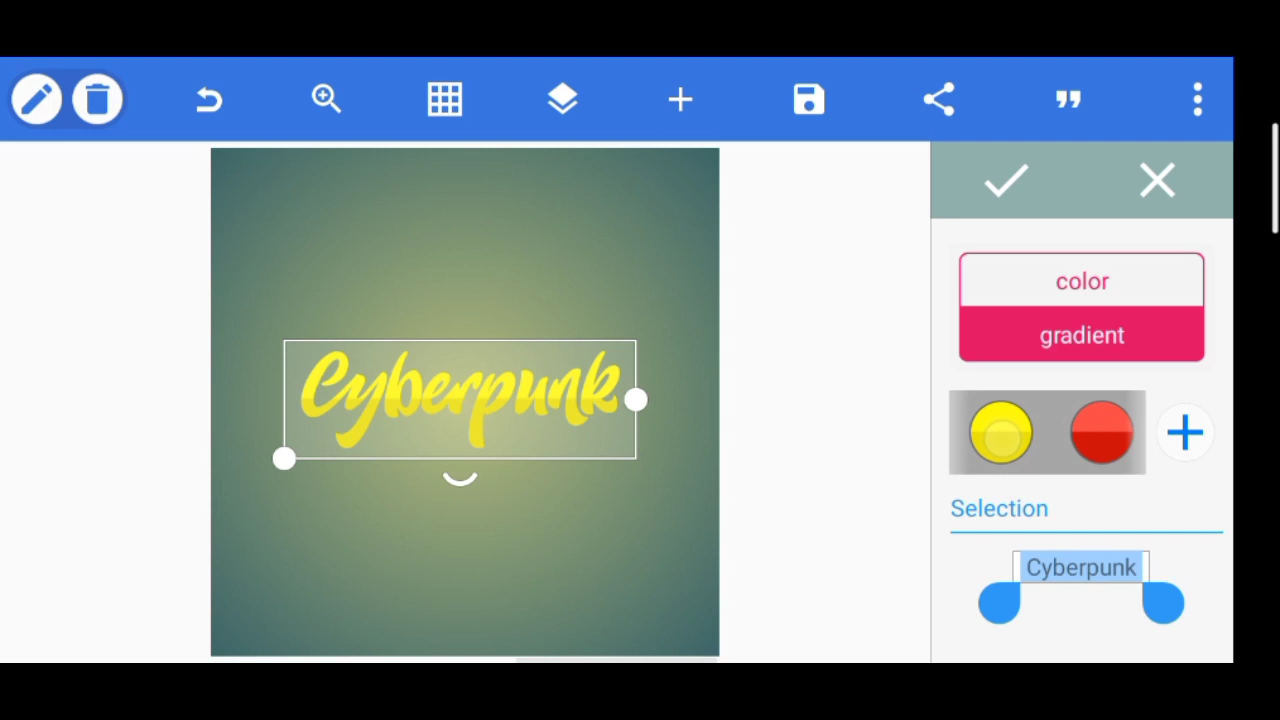 Cyberpunk
color
gradient
Selection
Cyberpunk